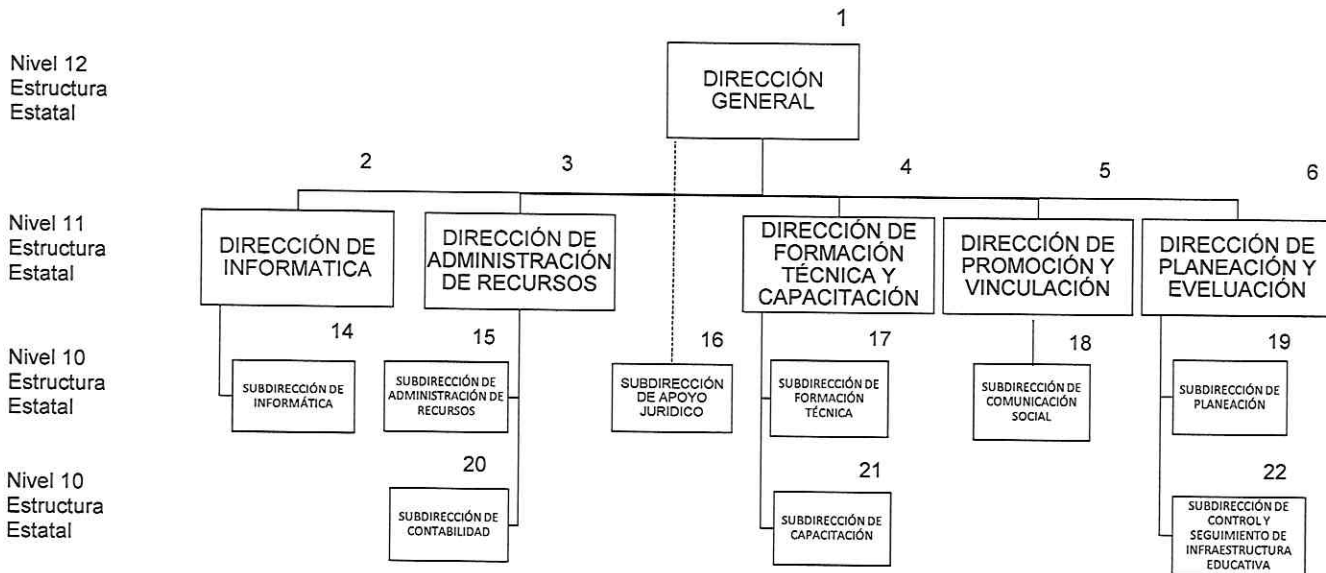 1
Nivel 12
Estructura
Estatal
DIRECCIÓN
GENERAL
2
3
4
5
6
Nivel 11
Estructura
Estatal
DIRECCIÓN DE
INFORMATICA
DIRECCIÓN DE
ADMINISTRACIÓN
DE RECURSOS
DIRECCIÓN DE
FORMACIÓN
TÉCNICA Y
CAPACITACIÓN
DIRECCIÓN DE
PROMOCIÓN Y
VINCULACIÓN
DIRECCIÓN DE
PLANEACIÓN Y
EVELUACIÓN
14
15
16
17
18
19
Nivel 10
Estructura
Estatal
SUBDIRECCIÓN DE
INFORMÁTICA
SUBDIRECCIÓN DE
ADMINISTRACIÓN DE
RECURSOS
SUBDIRECCIÓN
DE APOYO
JURIDICO
SUBDIRECCIÓN DE
FORMACIÓN
TÉCNICA
SUBDIRECCIÓN DE
COMUNICACIÓN
SOCIAL
SUBDIRECCIÓN DE
PLANEACIÓN
20
21
22
Nivel 10
Estructura
Estatal
SUBDIRECCIÓN DE
CONTABILIDAD
SUBDIRECCIÓN DE
CAPACITACIÓN
SUBDIRECCIÓN DE
CONTROL Y
SEGUIMIENTO DE
INFRAESTRUCTURA
EDUCATIVA